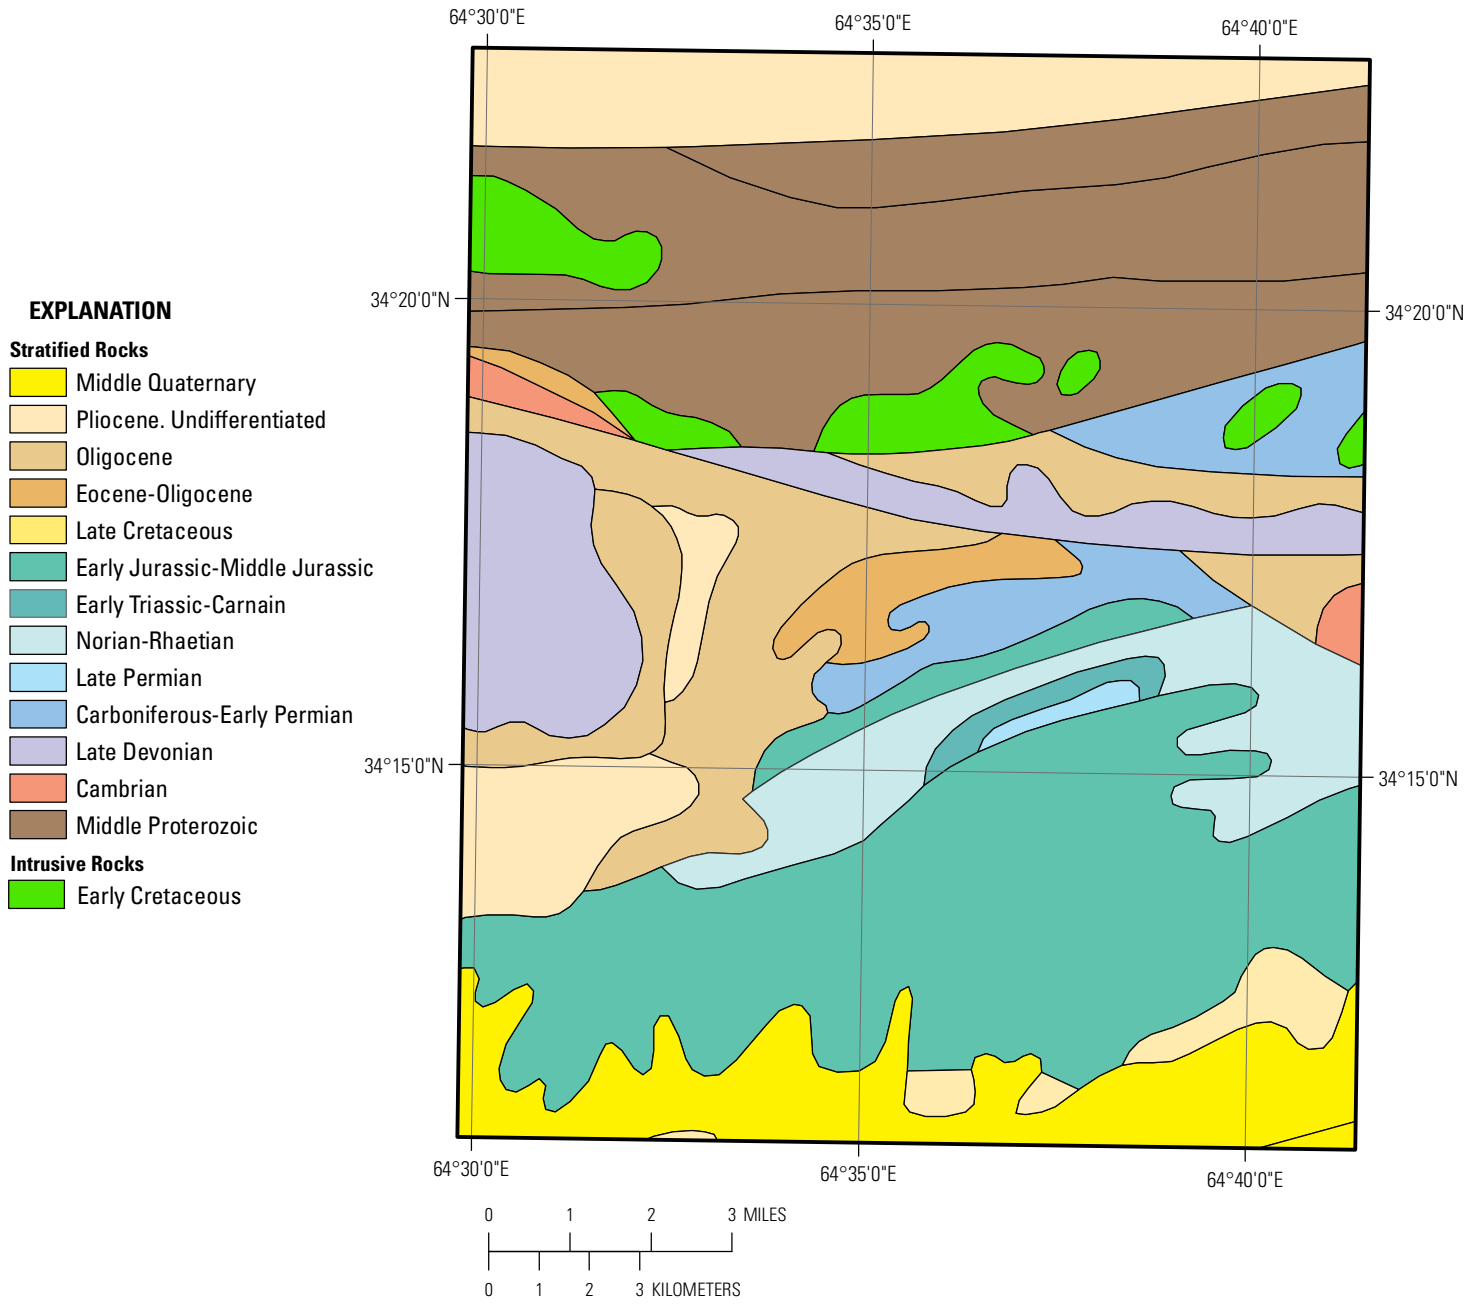 64°30'0"E
64°35'0"E
64°40'0"E
34°20'0"N
34°20'0"N
EXPLANATION
Stratified Rocks
Middle Quaternary
Pliocene. Undifferentiated
Oligocene
Eocene-Oligocene
Late Cretaceous
Early Jurassic-Middle Jurassic
Early Triassic-Carnain
Norian-Rhaetian
Late Permian
Carboniferous-Early Permian
Late Devonian
Cambrian
Middle Proterozoic
Intrusive Rocks
Early Cretaceous
34°15'0"N
34°15'0"N
64°30'0"E
64°35'0"E
64°40'0"E
0 1 2 3 MILES
0 1 2 3 KILOMETERS